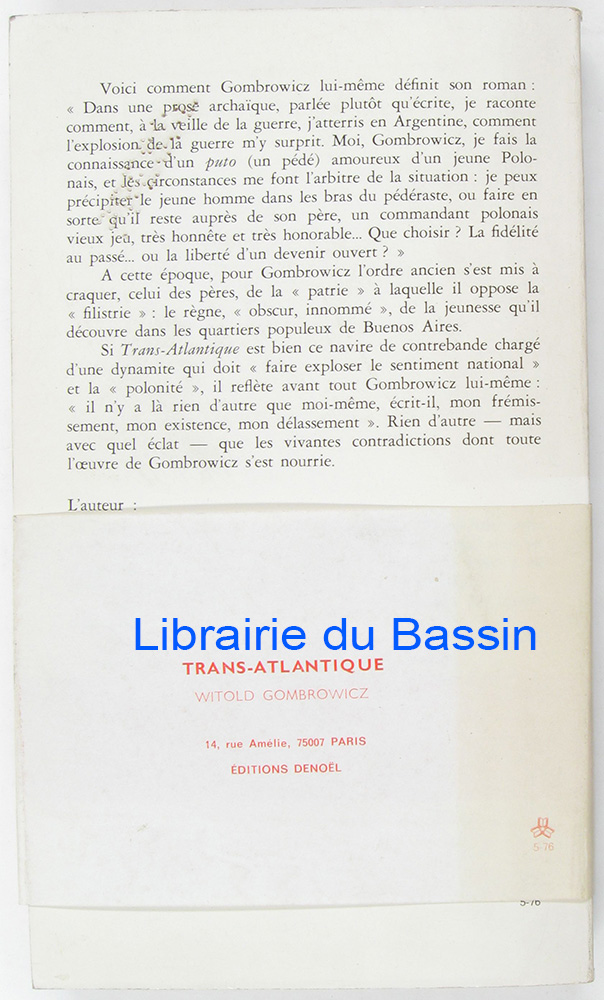 Voici comment Gombrowicz lui-même définit son roman :
« Dans une prose archaïque, parlée plutôt qu'écrite, je raconte
comment, à la veille de la guerre, j'atterris en Argentine, comment
l'explosion de la guerre m'y surprit. Moi, Gombrowicz, je fais la
connaissance d'un puto (un pédé) amoureux d'un jeune Polo-
nais, et les circonstances me font l'arbitre de la situation : je peux
précipiter le jeune homme dans les bras du pédéraste, ou faire en
sorte qu'il reste auprès de son père, un commandant polonais
vieux jeu, très honnête et très honorable... Que choisir ? La fidélité
au passé... ou la liberté d'un devenir ouvert ? »
A cette époque, pour Gombrowicz l'ordre ancien s'est mis à
craquer, celui des pères, de la « patrie » à laquelle il oppose la
« filistrie » : le règne, « obscur, innommé », de la jeunesse qu'il
découvre dans les quartiers populeux de Buenos Aires.
Si Trans-Atlantique est bien ce navire de contrebande chargé
d'une dynamite qui doit « faire exploser le sentiment national »
et la « polonité », il reflète avant tout Gombrowicz lui-même :
« il n'y a là rien d'autre que moi-même, écrit-il, mon frémis-
sement, mon existence, mon délassement ». Rien d'autre — mais
avec quel éclat — que les vivantes contradictions dont toute
l'œuvre de Gombrowicz s'est nourrie.
L'auteur :
Librairie du Bassin
TRANS-ATLANTIQUE
WITOLD GOMBROWICZ
14, rue Amélie, 75007 PARIS
ÉDITIONS DENOËL
5-76
5-76